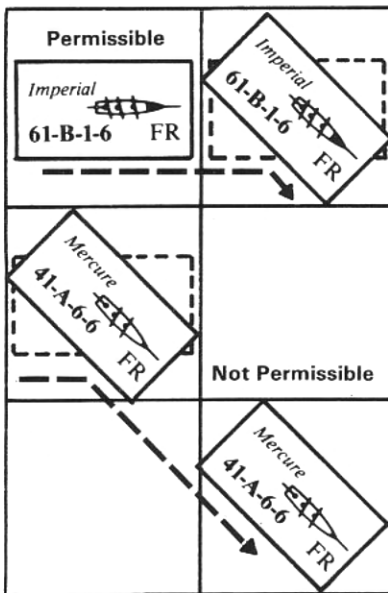 Permissible
Imperial
61-B-1-6 FR
Imperial
61-B-1-6
FR
Mercure
41-A-6-6
FR
Not Permissible
Mercure
41-A-6-6
FR